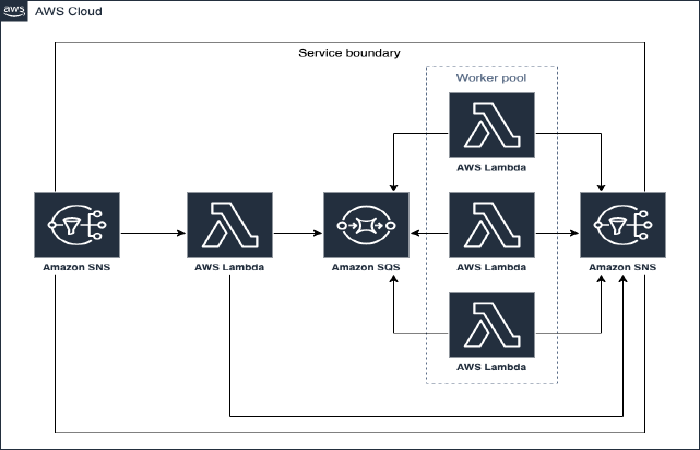 aws
AWS Cloud
Service boundary
Worker pool
AWS Lambda
Amazon SNS
AWS Lambda
Amazon SQS
AWS Lambda
Amazon SNS
AWS Lambda